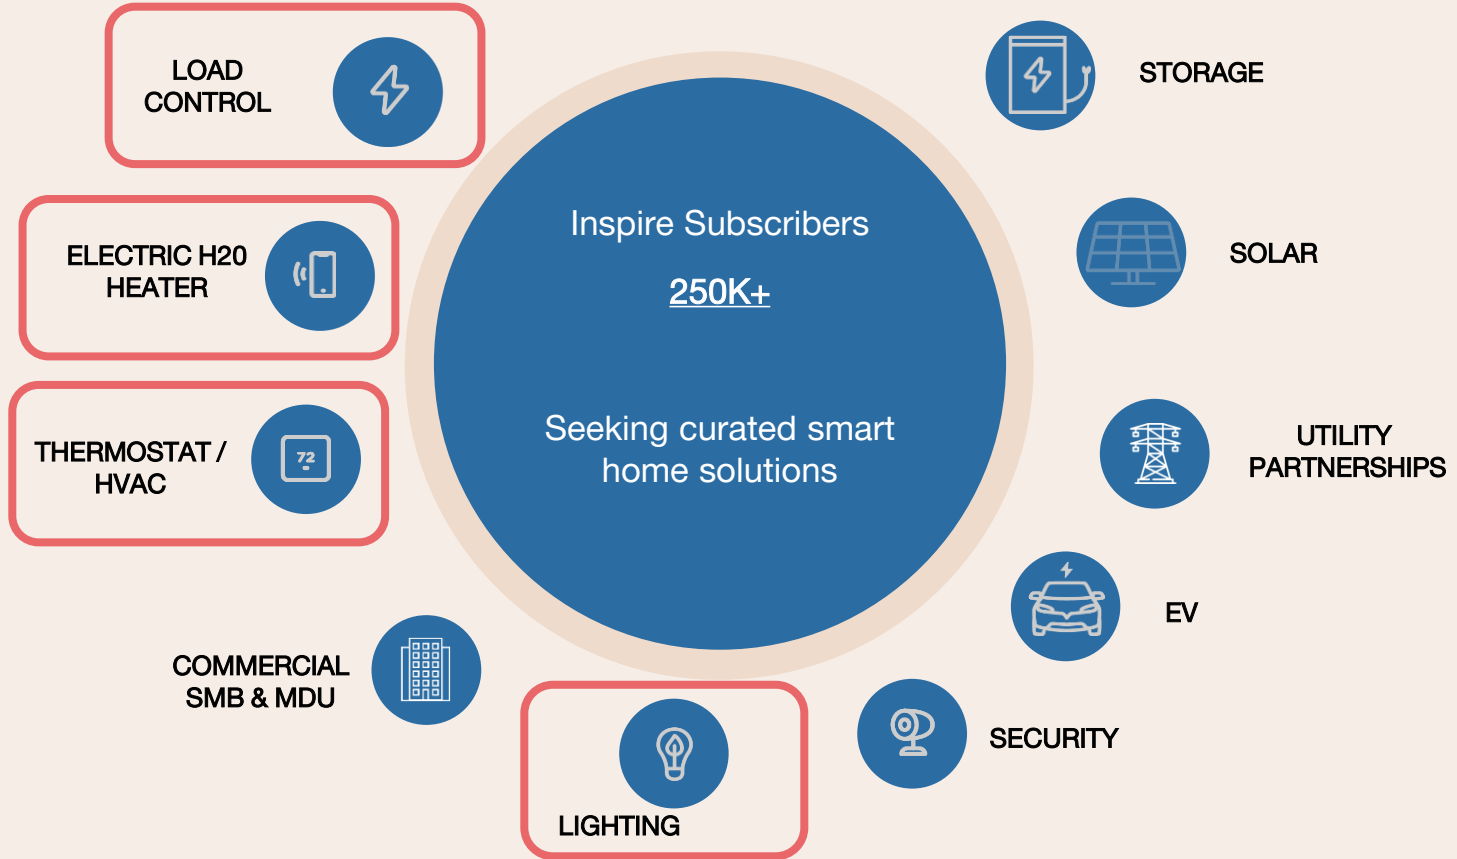 LOAD
CONTROL
ELECTRIC H20
HEATER
THERMOSTAT /
HVAC
72
COMMERCIAL
SMB & MDU
Inspire Subscribers
250K+
Seeking curated smart
home solutions
LIGHTING
STORAGE
SOLAR
UTILITY
PARTNERSHIPS
EV
SECURITY